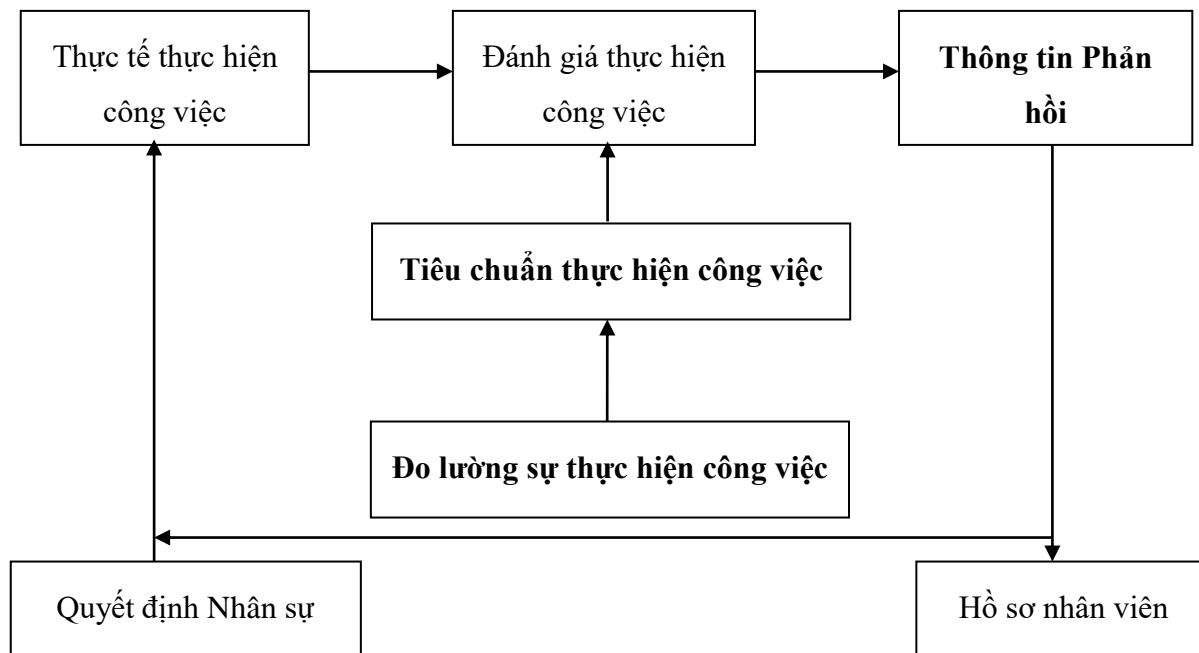 Thực tế thực hiện
công việc
Đánh giá thực hiện
công việc
Thông tin Phản
hồi
Tiêu chuẩn thực hiện công việc
Đo lường sự thực hiện công việc
Quyết định Nhân sự
Hồ sơ nhân viên